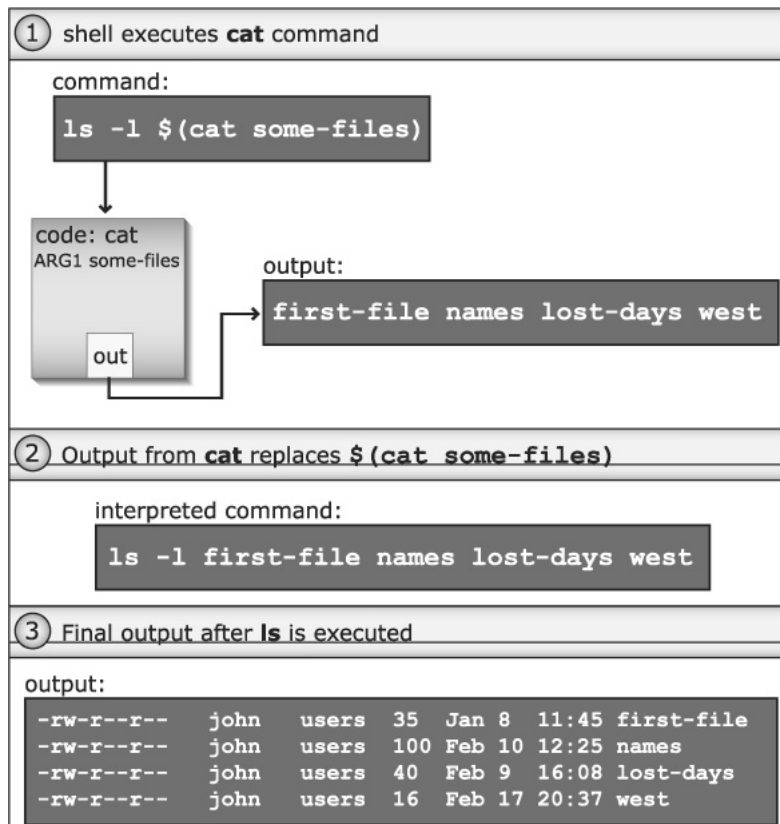 1 shell executes cat command
command:
ls -l $(cat some-files)
code: cat
ARG1 some-files
out
output:
first-file names lost-days west
2 Output from cat replaces $(cat some-files)
interpreted command:
ls -l first-file names lost-days west
3 Final output after ls is executed
output:
-rw-r--r-- john users 35 Jan 8 11:45 first-file
-rw-r--r-- john users 100 Feb 10 12:25 names
-rw-r--r-- john users 40 Feb 9 16:08 lost-days
-rw-r--r-- john users 16 Feb 17 20:37 west